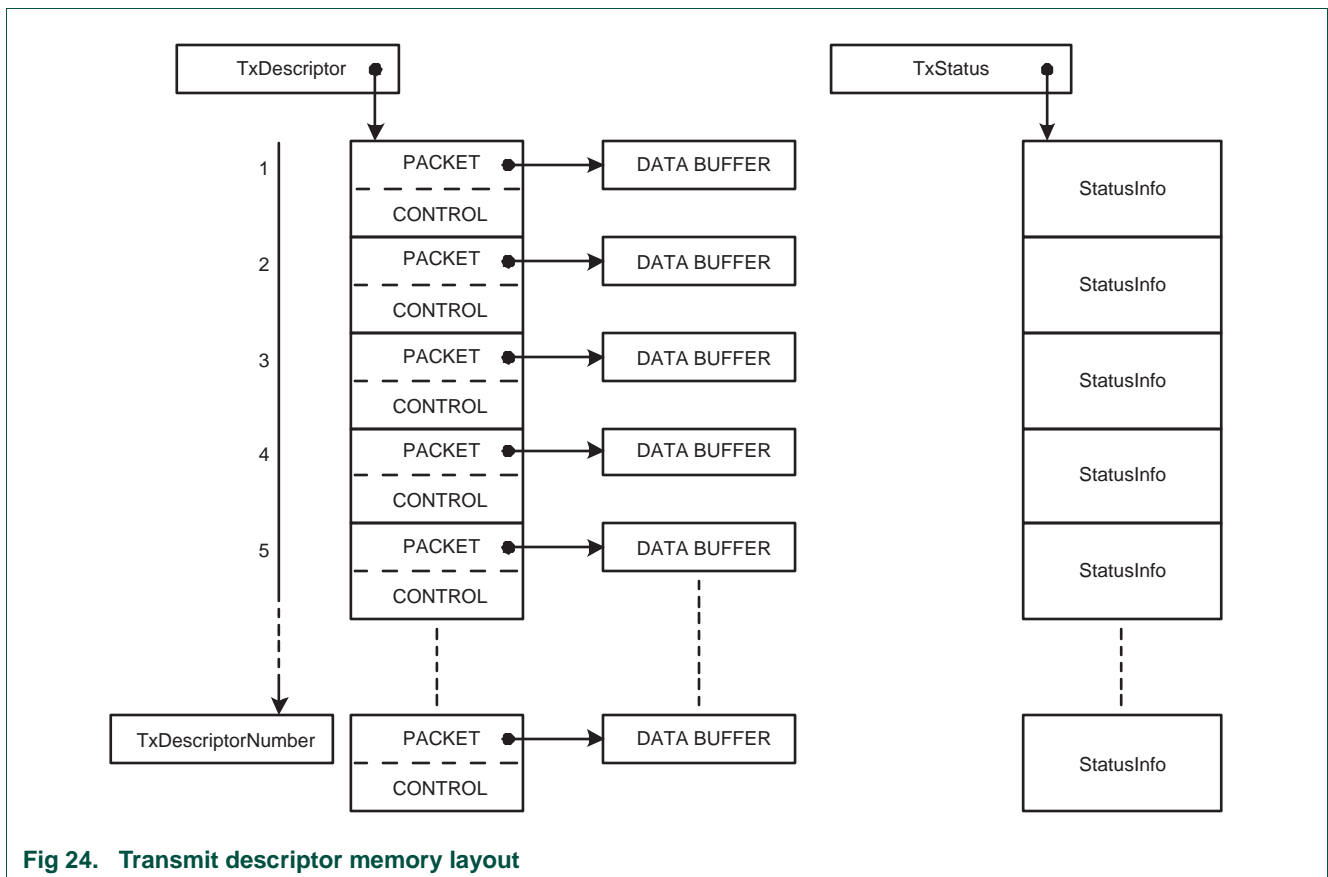 TxDescriptor
TxStatus
1
PACKET
DATA BUFFER
CONTROL
StatusInfo
2
PACKET
DATA BUFFER
CONTROL
StatusInfo
3
PACKET
DATA BUFFER
CONTROL
StatusInfo
4
PACKET
DATA BUFFER
CONTROL
StatusInfo
5
PACKET
DATA BUFFER
CONTROL
StatusInfo
TxDescriptorNumber
PACKET
DATA BUFFER
CONTROL
StatusInfo
Fig 24. Transmit descriptor memory layout